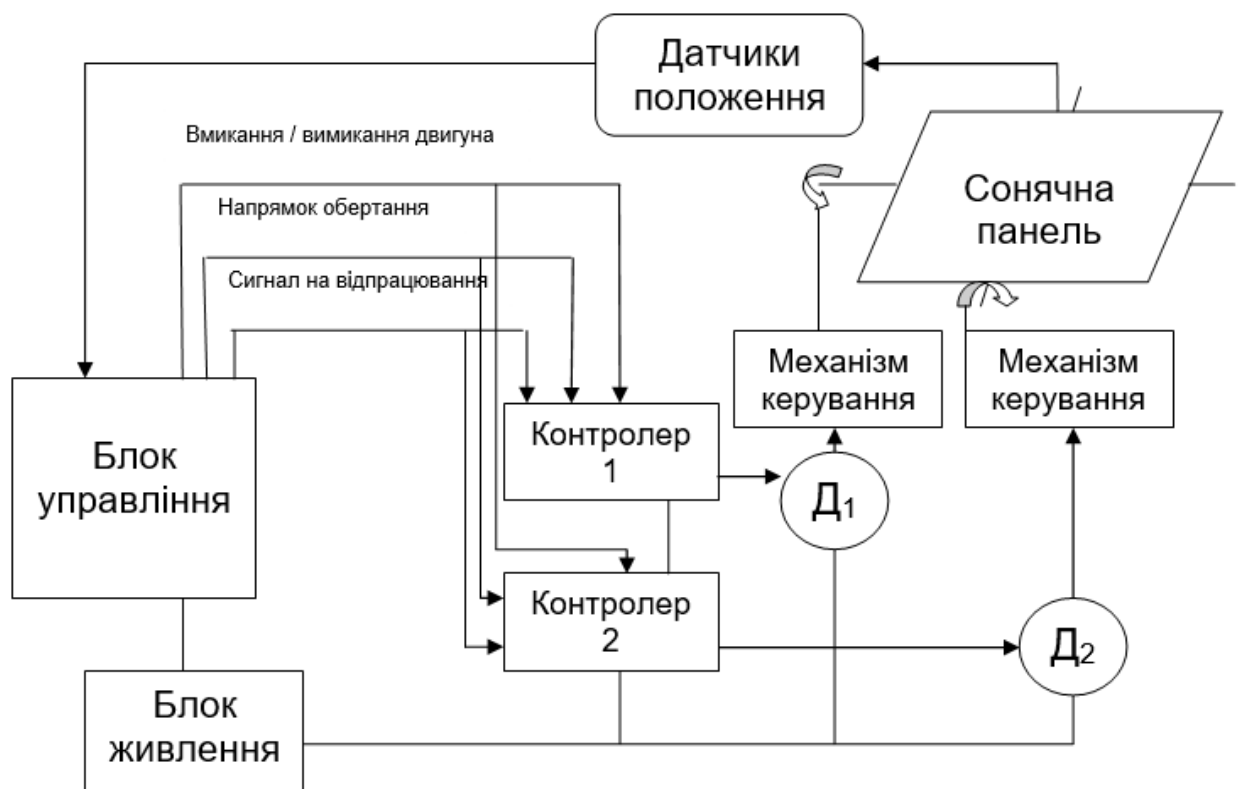 Датчики
положення
Вмикання / вимикання двигуна
Напрямок обертання
Сигнал на відпрацювання
Сонячна
панель
Механізм
керування
Механізм
керування
Блок
управління
Контролер
1
Д1
Контролер
2
Д2
Блок
живлення